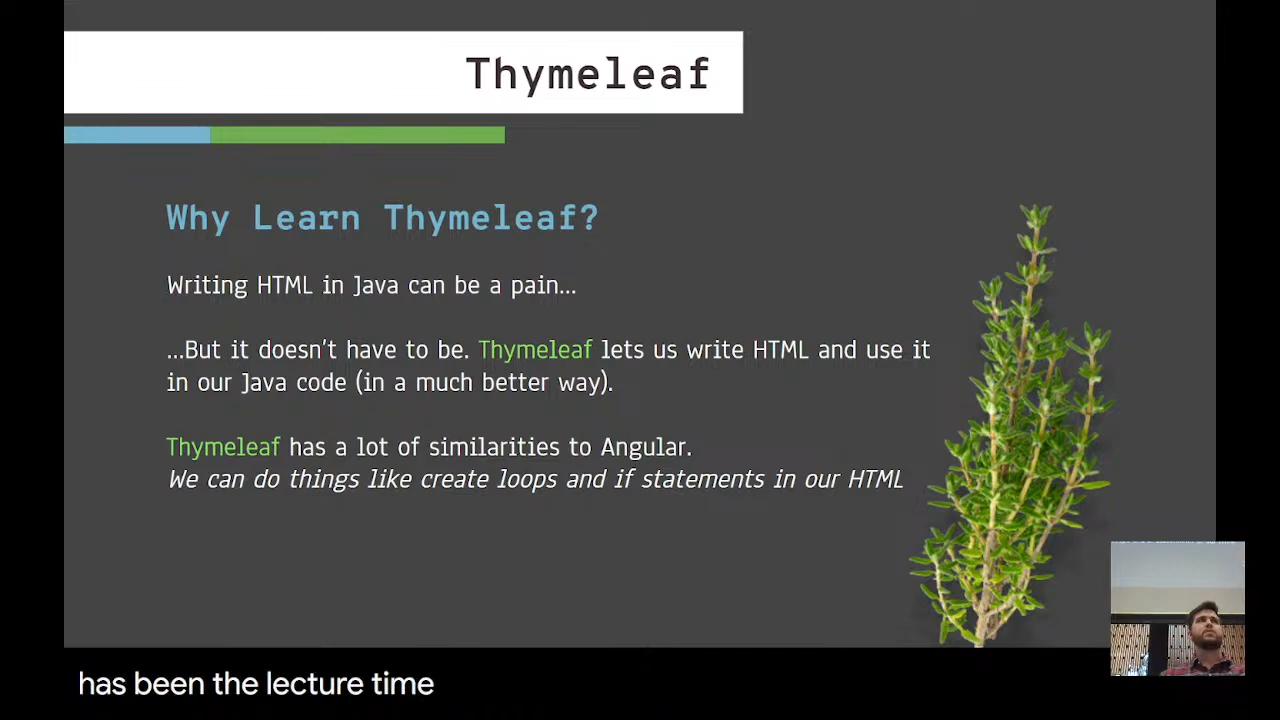 Thymeleaf
Why Learn Thymeleaf?
Writing HTML in Java can be a pain...
...But it doesn't have to be. Thymeleaf lets us write HTML and use it
in our Java code (in a much better way).
Thymeleaf has a lot of similarities to Angular.
We can do things like create loops and if statements in our HTML
has been the lecture time